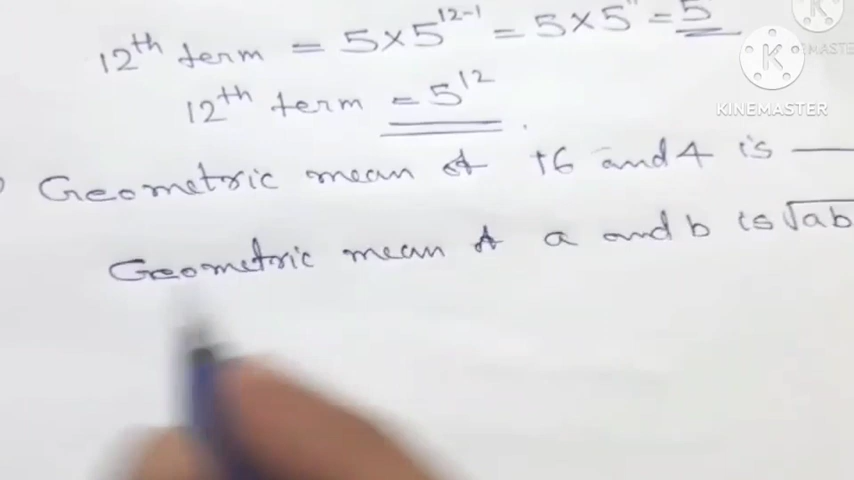 12th term = 5×5^12-1 = 5×5^11 = 5
12th term = 5^12.
Geometric mean of 16 and 4 is —
Geometric mean of a and b is √ab
KINEMASTER